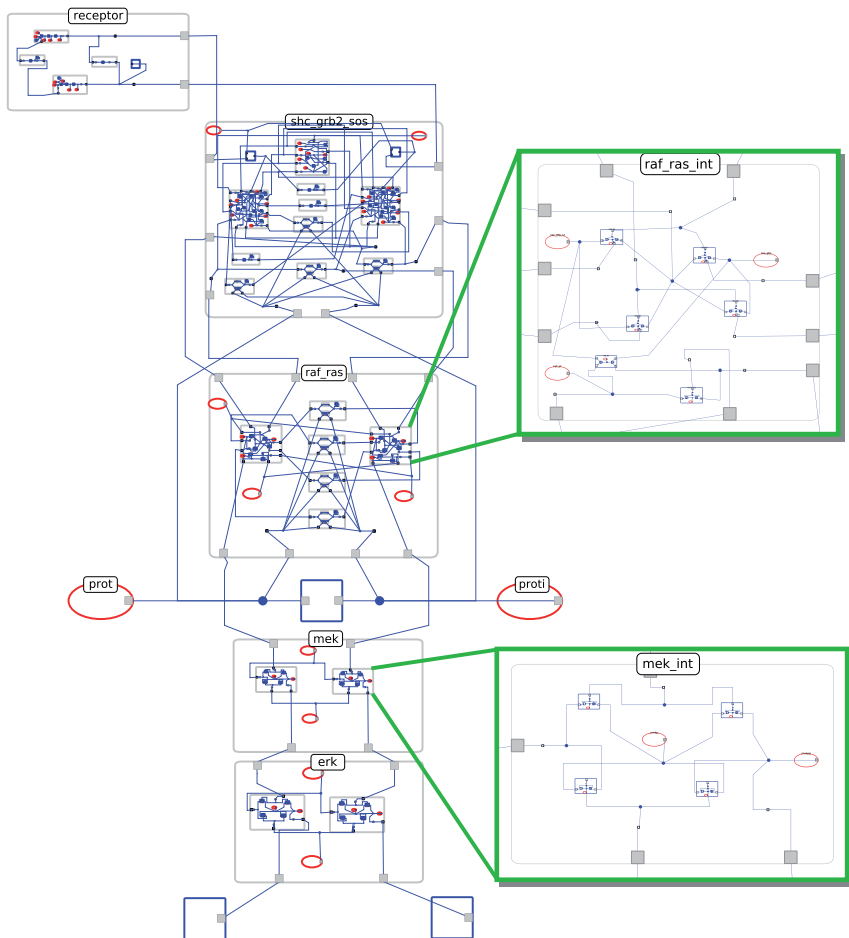 receptor
shc_grb2_sos
raf_ras_int
raf_ras
prot
proti
mek
mek_int
erk